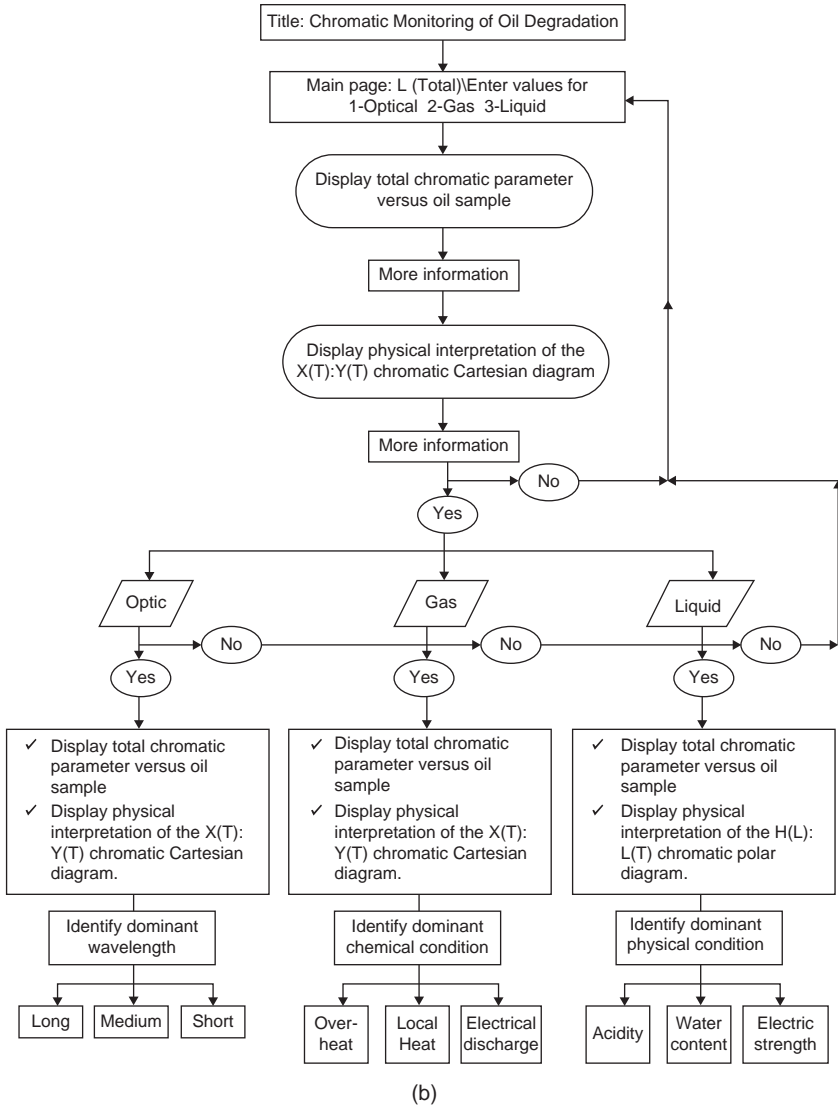 Title: Chromatic Monitoring of Oil Degradation
Main page: L (Total)\Enter values for
1-Optical 2-Gas 3-Liquid
Display total chromatic parameter
versus oil sample
More information
Display physical interpretation of the
X(T):Y(T) chromatic Cartesian diagram
More information
No
Yes
Optic
Gas
Liquid
No
No
No
Yes
Yes
Yes
✓ Display total chromatic
parameter versus oil
sample
✓ Display physical
interpretation of the X(T):
Y(T) chromatic Cartesian
diagram.
✓ Display total chromatic
parameter versus oil sample
✓ Display physical
interpretation of the X(T):
Y(T) chromatic Cartesian
diagram.
✓ Display total chromatic
parameter versus oil
sample
✓ Display physical
interpretation of the H(L):
L(T) chromatic polar
diagram.
Identify dominant
wavelength
Identify dominant
chemical condition
Identify dominant
physical condition
Long
Medium
Short
Over-
heat
Local
Heat
Electrical
discharge
Acidity
Water
content
Electric
strength
(b)